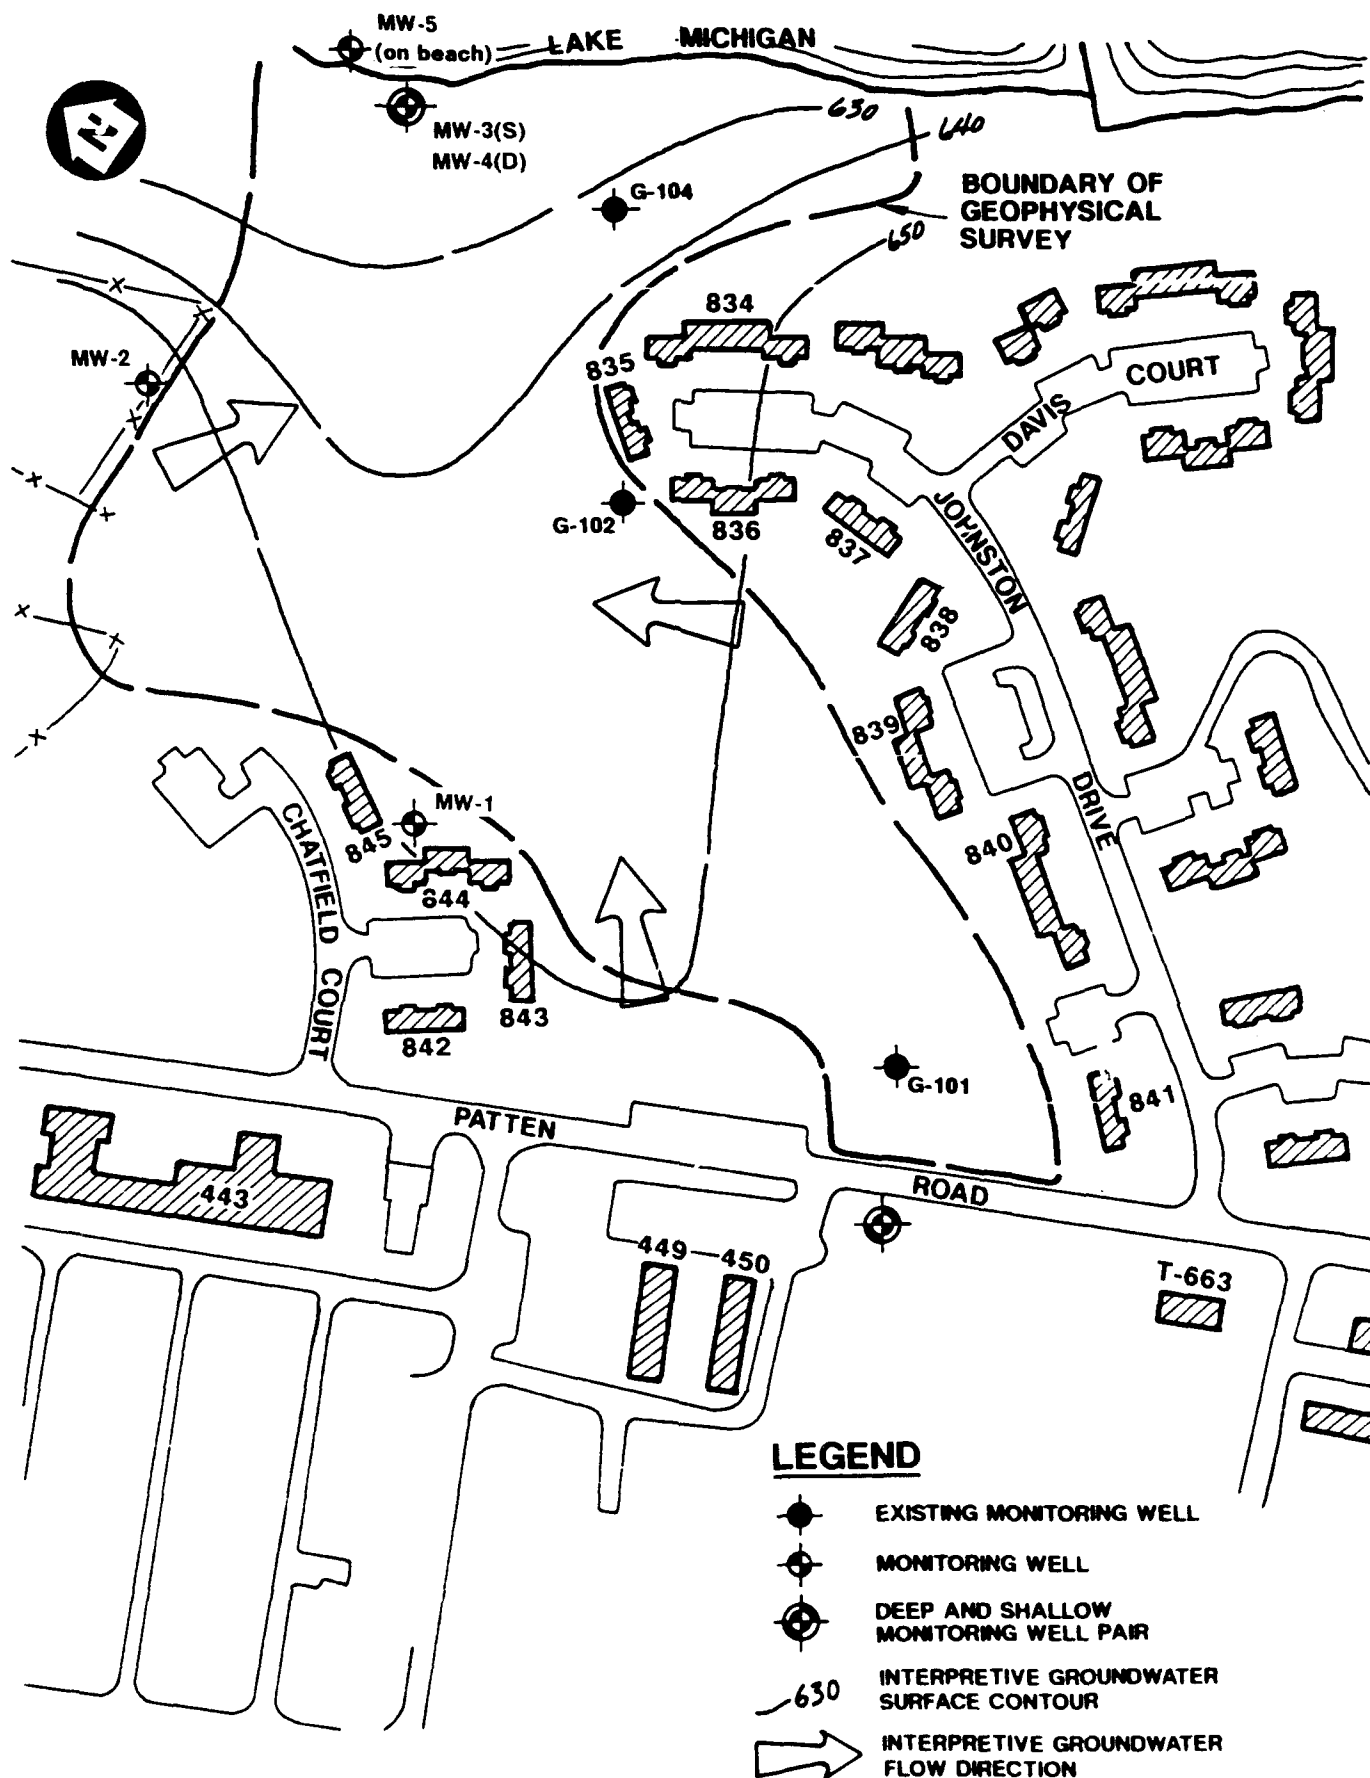 MW-5
(on beach)
LAKE MICHIGAN
N
MW-3(S)
MW-4(D)
630
640
G-104
BOUNDARY OF
GEOPHYSICAL
SURVEY
650
834
MW-2
835
COURT
DAVIS
G-102
836
837
JOHNSTON
838
839
DRIVE
MW-1
845
840
CHATFIELD COURT
844
843
842
G-101
841
PATTEN
ROAD
443
449
450
T-663
LEGEND
EXISTING MONITORING WELL
MONITORING WELL
DEEP AND SHALLOW
MONITORING WELL PAIR
630
INTERPRETIVE GROUNDWATER
SURFACE CONTOUR
INTERPRETIVE GROUNDWATER
FLOW DIRECTION